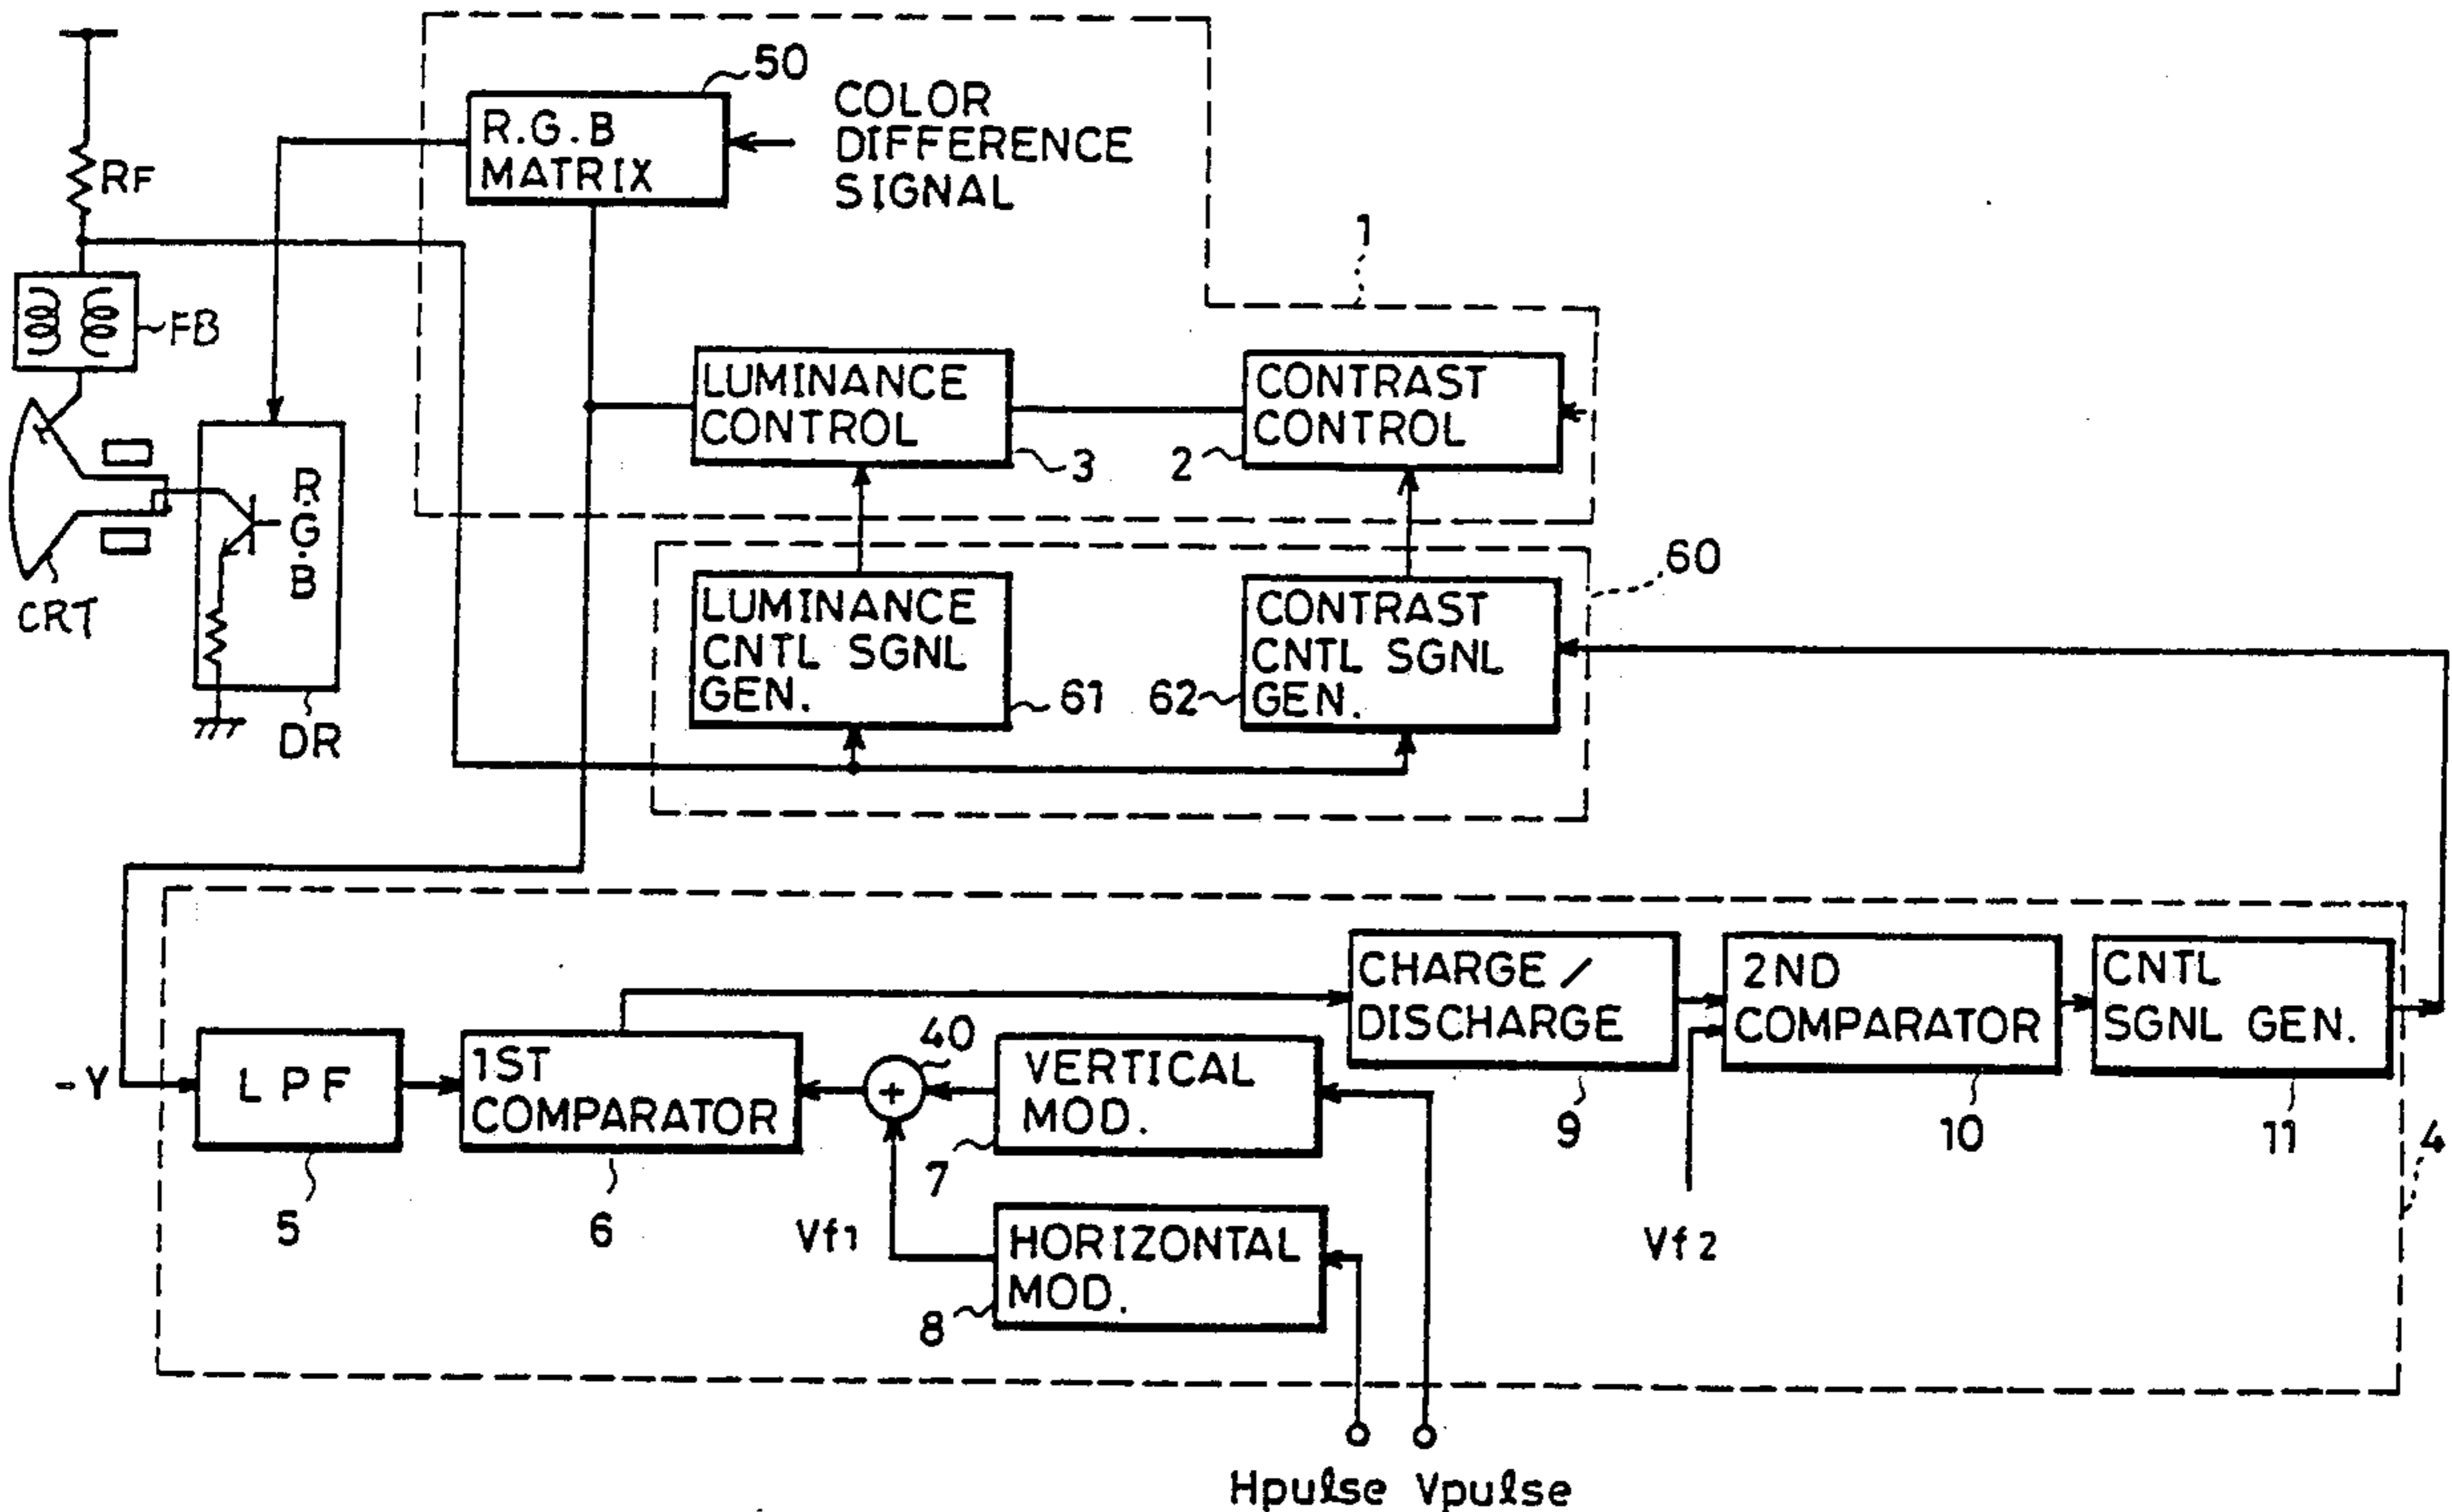 50
R.G.B
MATRIX
COLOR
DIFFERENCE
SIGNAL
RF
1
FB
LUMINANCE
CONTROL
3
CONTRAST
CONTROL
2
R.
G.
B
CRT
DR
60
LUMINANCE
CNTL SGNL
GEN.
61
CONTRAST
CNTL SGNL
GEN.
62
-Y
LPF
5
1ST
COMPARATOR
6
40
+
VERTICAL
MOD.
7
Vf1
HORIZONTAL
MOD.
8
CHARGE/
DISCHARGE
9
2ND
COMPARATOR
10
Vf2
CNTL
SGNL GEN.
11
4
Hpulse Vpulse